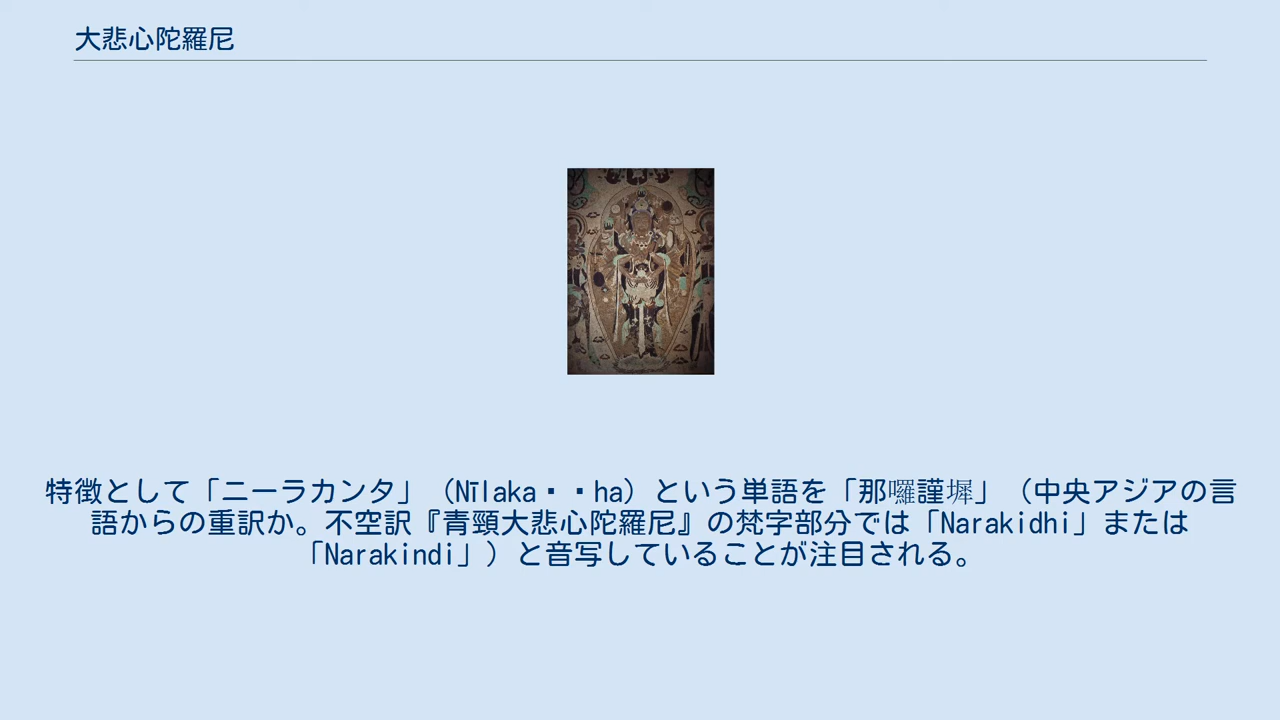 大悲心陀羅尼
特徴として「ニーラカンタ」（Nīlaka・・ha）という単語を「那囉謹墀」（中央アジアの言
語からの重訳か。不空訳『青頸大悲心陀羅尼』の梵字部分では「Narakidhi」または
「Narakindi」）と音写していることが注目される。